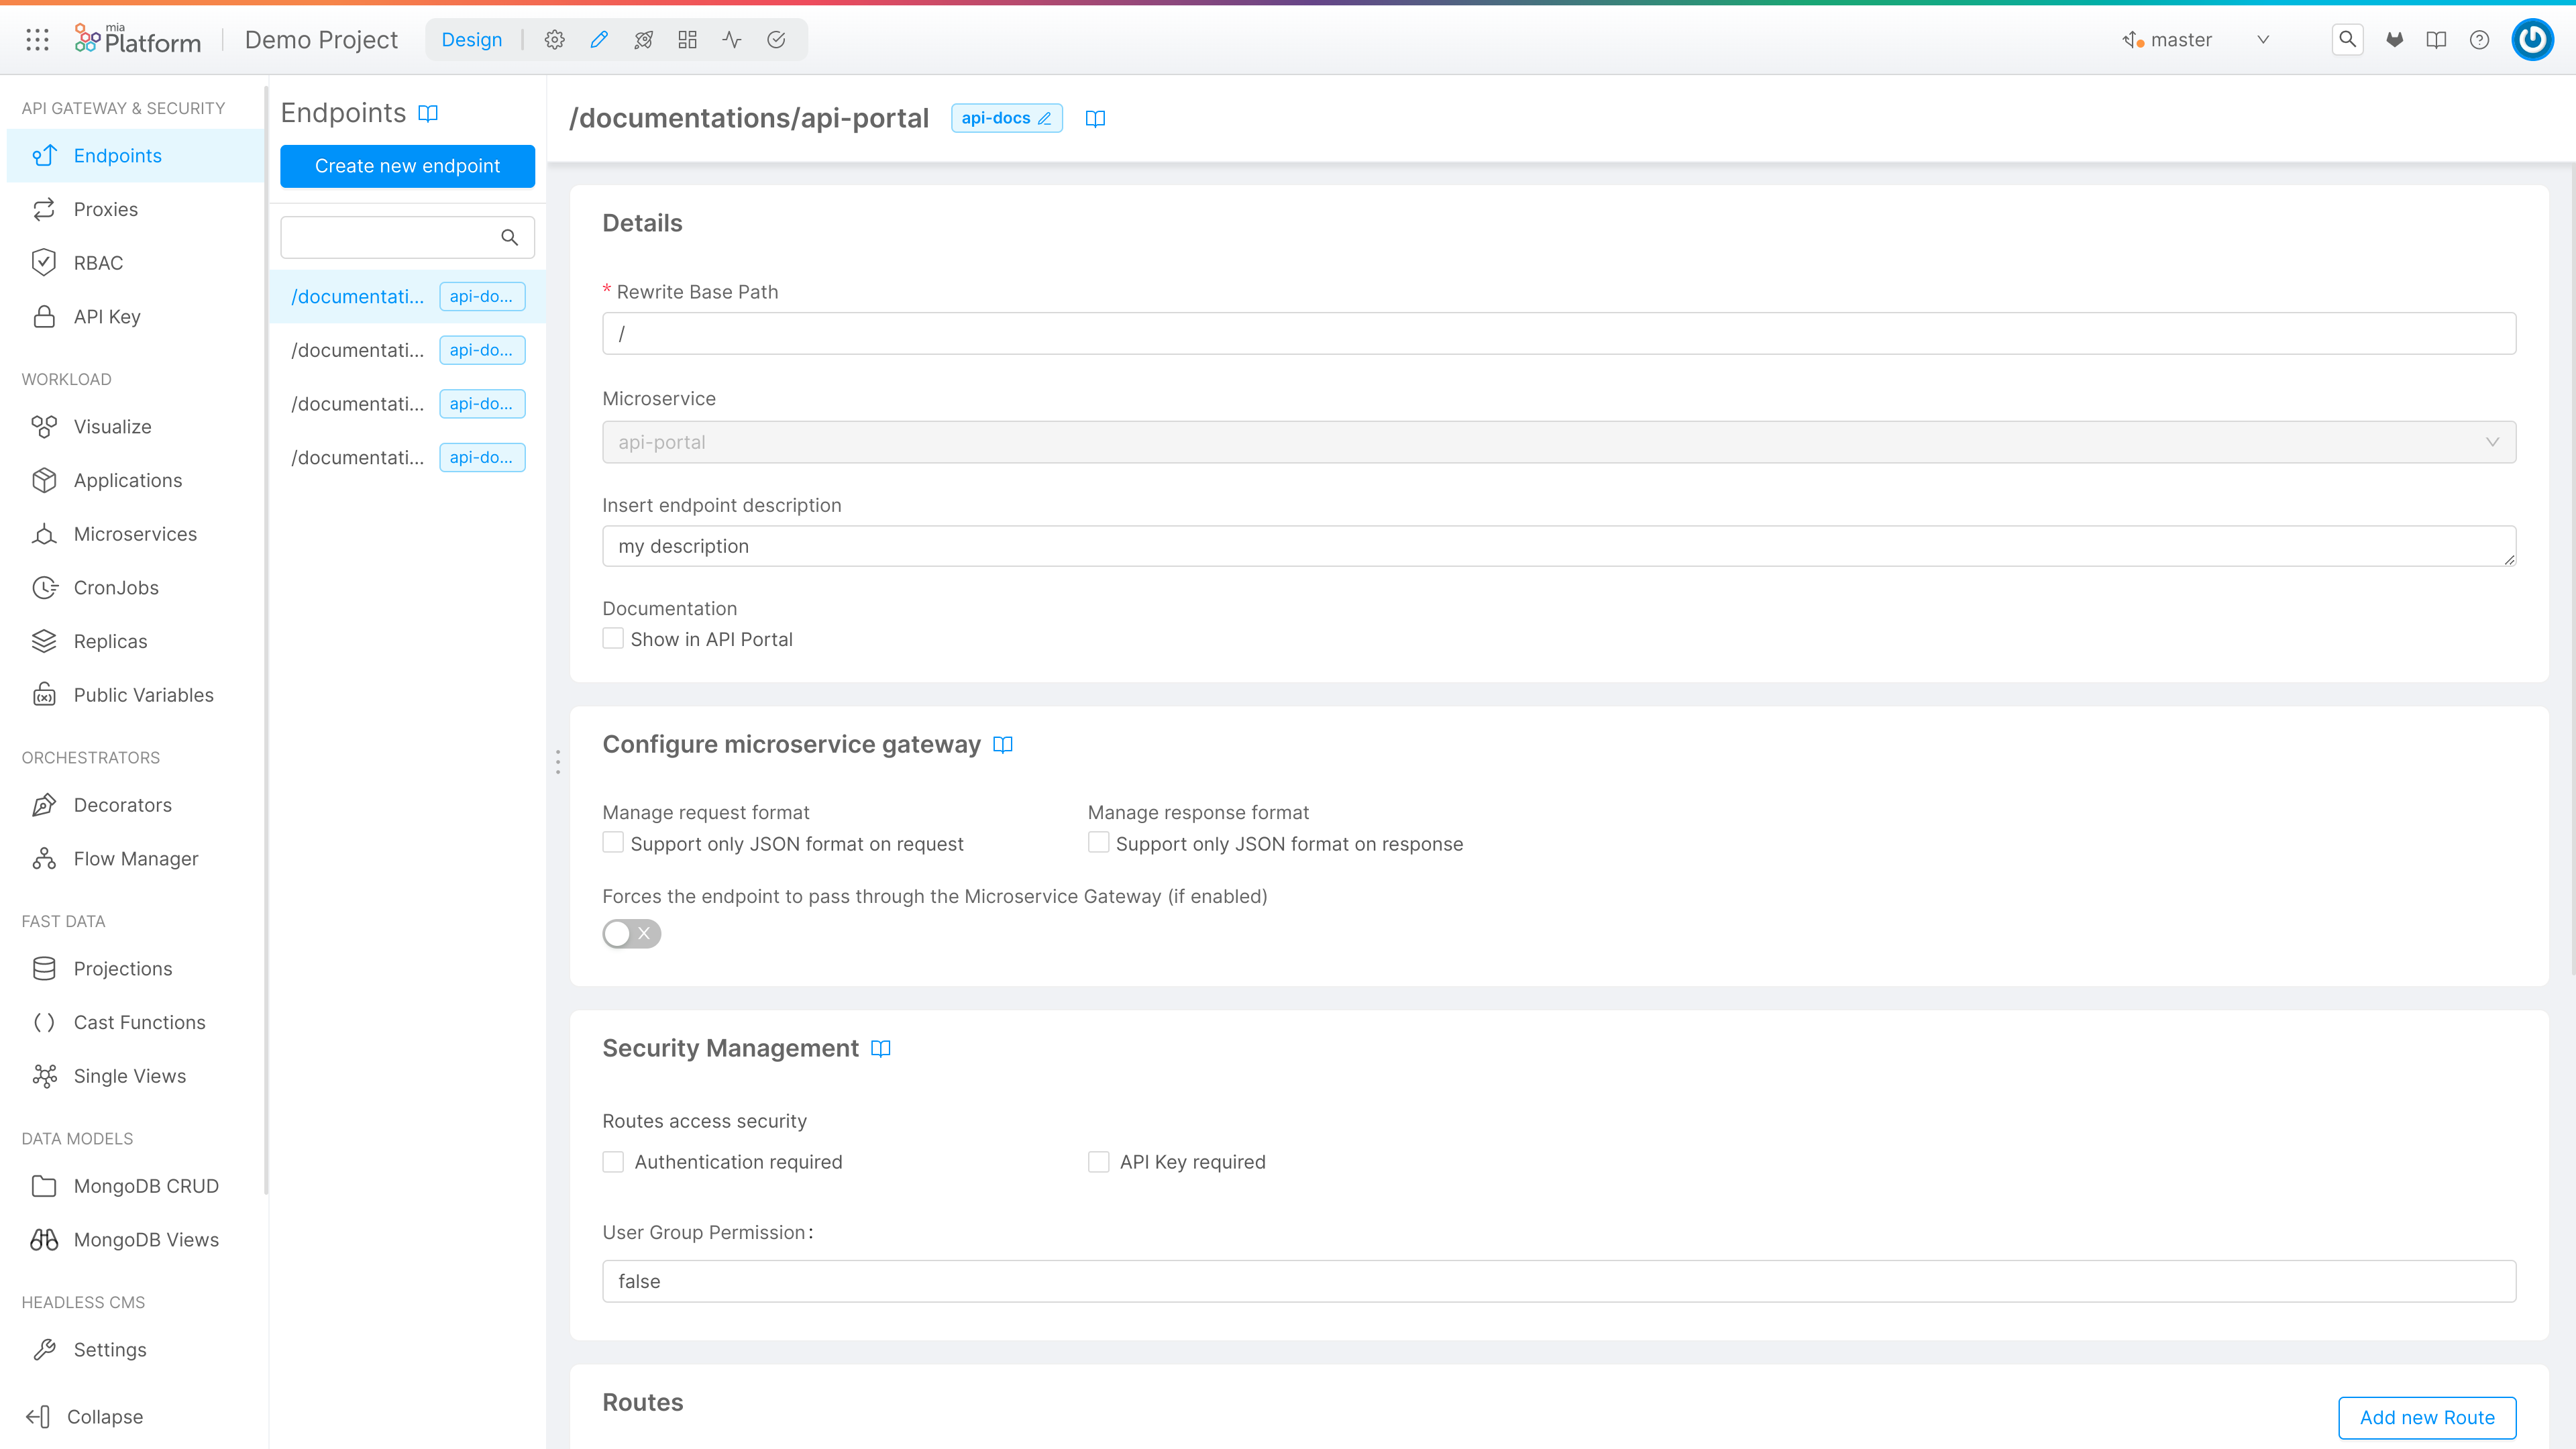 mia
Platform
Demo Project
Design
master
API GATEWAY & SECURITY
Endpoints
Proxies
RBAC
API Key
WORKLOAD
Visualize
Applications
Microservices
CronJobs
Replicas
Public Variables
ORCHESTRATORS
Decorators
Flow Manager
FAST DATA
Projections
Cast Functions
Single Views
DATA MODELS
MongoDB CRUD
MongoDB Views
HEADLESS CMS
Settings
Collapse
Endpoints
Create new endpoint
/documentati... api-do...
/documentati... api-do...
/documentati... api-do...
/documentati... api-do...
/documentations/api-portal api-docs
Details
* Rewrite Base Path
/
Microservice
api-portal
Insert endpoint description
my description
Documentation
Show in API Portal
Configure microservice gateway
Manage request format Manage response format
Support only JSON format on request Support only JSON format on response
Forces the endpoint to pass through the Microservice Gateway (if enabled)
Security Management
Routes access security
Authentication required API Key required
User Group Permission:
false
Routes
Add new Route